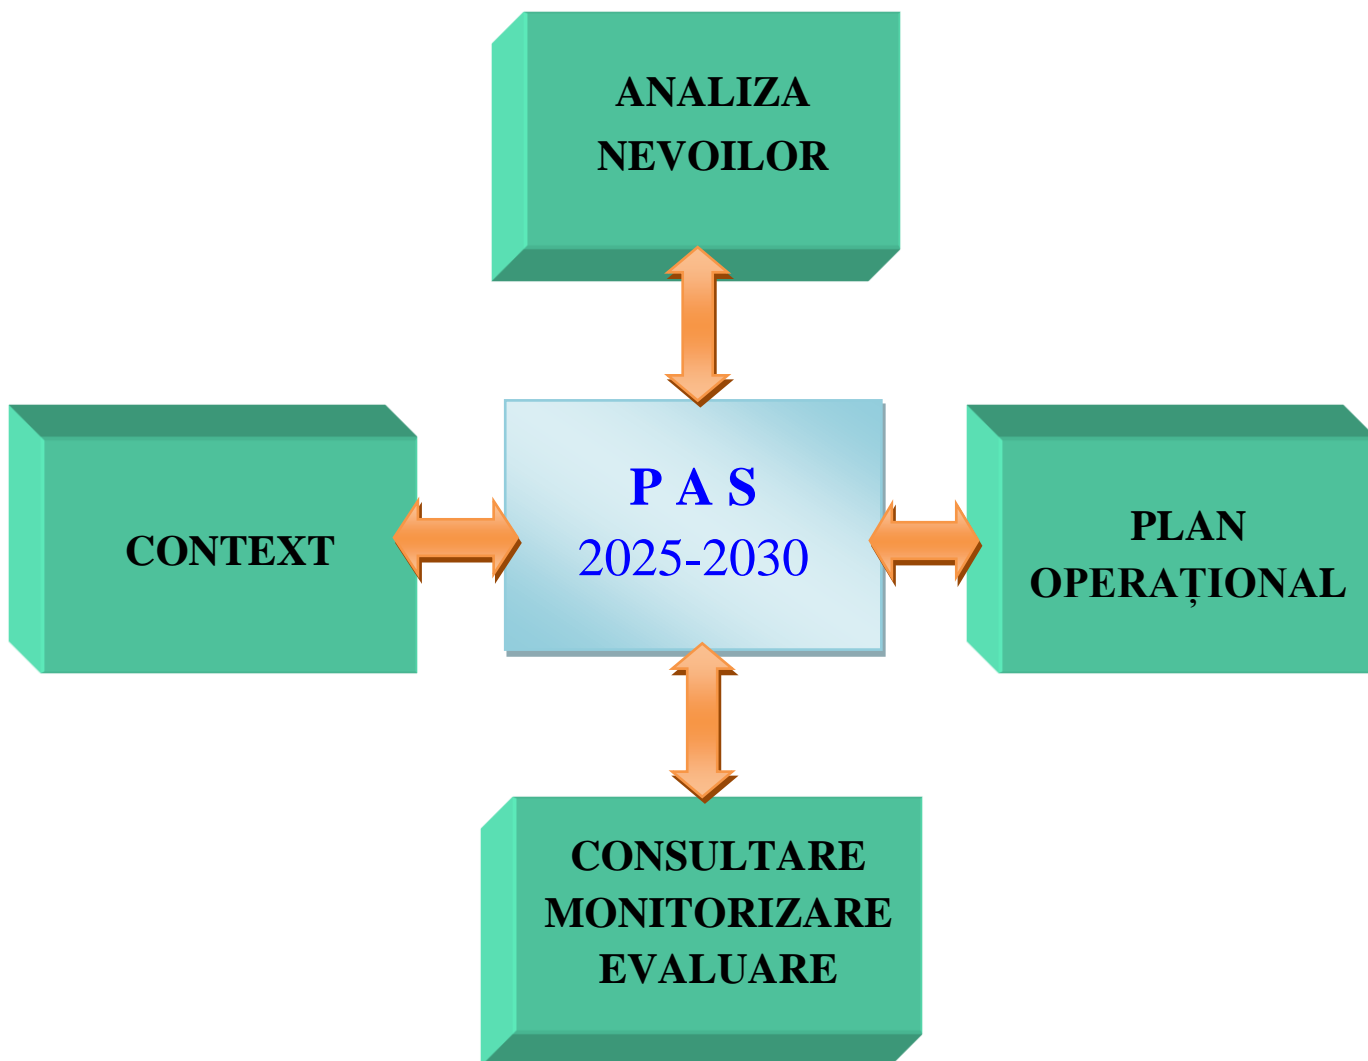 ANALIZA
NEVOILOR
CONTEXT
P A S
2025-2030
PLAN
OPERAȚIONAL
CONSULTARE
MONITORIZARE
EVALUARE